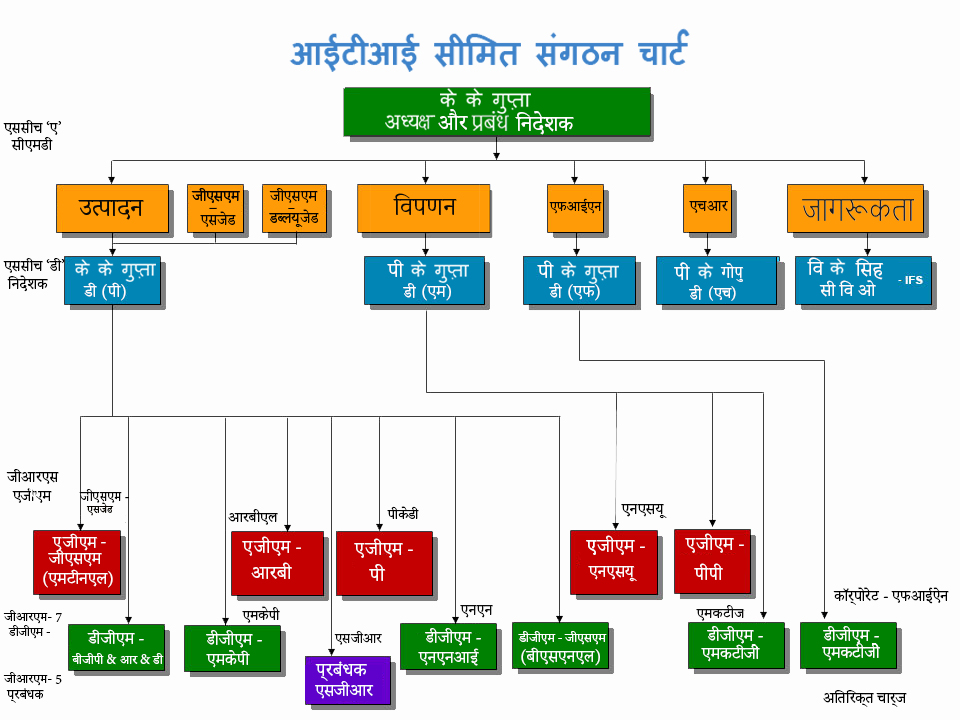 आईटीआई सीमित संगठन चार्ट
के के गुप्ता
अध्यक्ष और प्रबंध निदेशक
एससीच ‘ए’
सीएमडी
उत्पादन
जीएसएम
–
एसजेड
जीएसएम
–
डब्लयूजेड
विपणन
एफआईएन
एचआर
जागरूकता
एससीच ‘डी’
निदेशक
के के गुप्ता
डी (पी)
पी के गुप्ता
डी (एम)
पी के गुप्ता
डी (एफ)
पी के गोपु
डी (एच)
वि के सिंह
सी वि ओ
- IFS
जीआरएस
एजीएम
जीएसएम -
एसजेड
आरबीएल
पीकेडी
एनएसयू
एजीएम -
जीएसएम
(एमटीनएल)
एजीएम -
आरबी
एजीएम -
पी
एजीएम -
एनएसयू
एजीएम -
पीपी
कॉर्पोरेट - एफआईऐन
जीआरएम- 7
डीजीएम -
एमकेपी
एसजीआर
एनएन
एमकटीज
डीजीएम -
बीजीपी & आर & डी
डीजीएम -
एमकेपी
प्रबंधक
एसजीआर
डीजीएम -
एनएनआई
डीजीएम - जीएसएम
(बीएसएनएल)
डीजीएम -
एमकटीजी
डीजीएम -
एमकटीजी
जीआरएम- 5
प्रबंधक
अतिरिक्त चार्ज